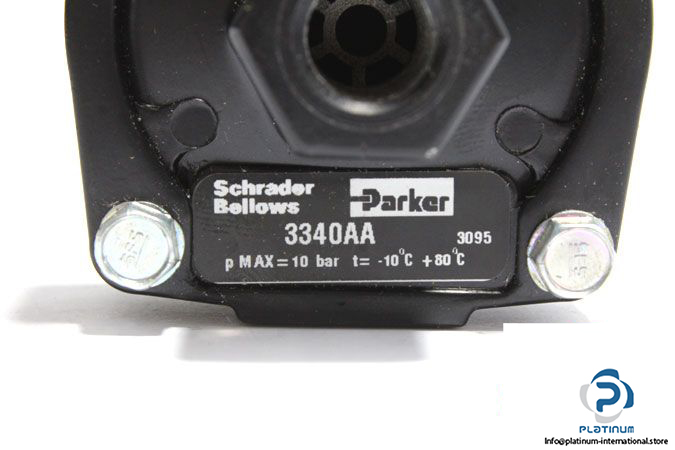 Schrader
Bellows
Parker
3340AA
3095
p MAX = 10 bar t = -10°C +80°C
PLATINUM
info@platinum-international.store